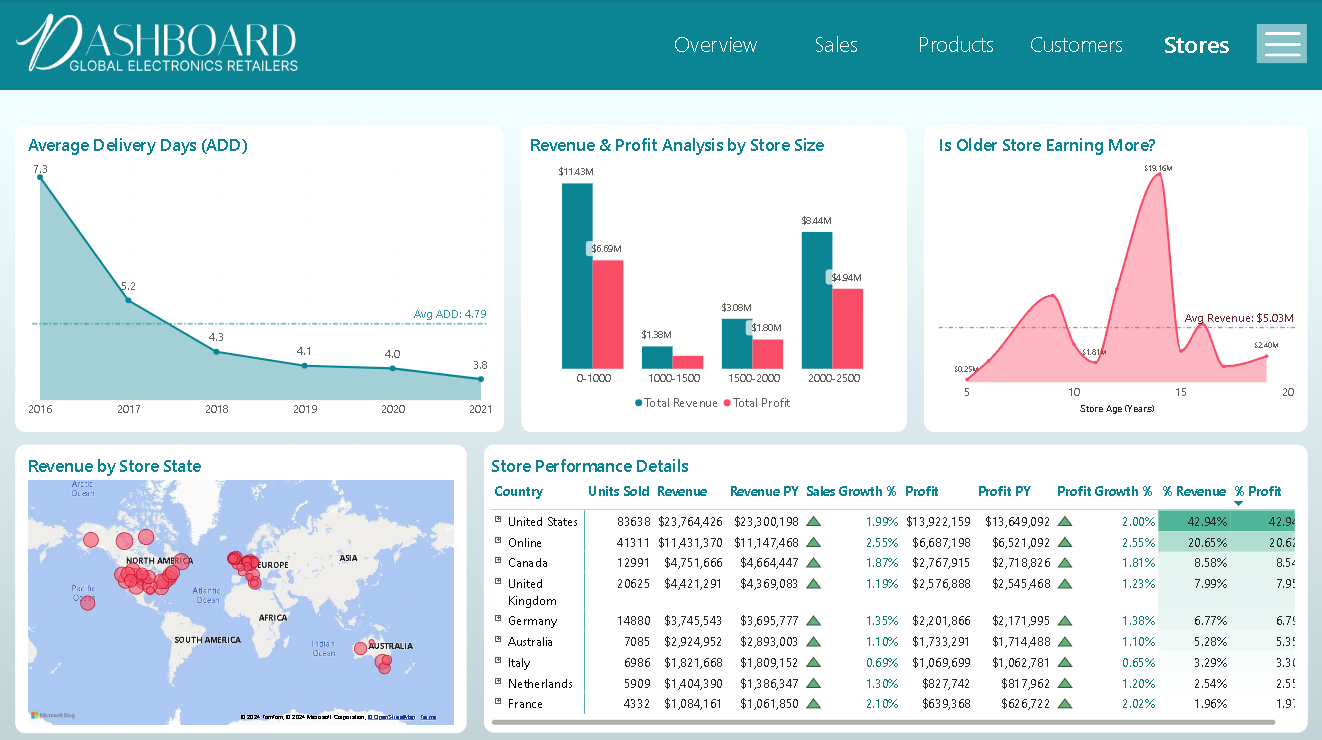 DASHBOARD
GLOBAL ELECTRONICS RETAILERS
Overview Sales Products Customers Stores
Average Delivery Days (ADD)
7.3
5.2
Avg ADD: 4.79
4.3
4.1
4.0
3.8
2016 2017 2018 2019 2020 2021
Revenue & Profit Analysis by Store Size
$11.43M
$6.69M
$8.44M
$4.94M
$3.08M
$1.80M
$1.38M
0-1000 1000-1500 1500-2000 2000-2500
Total Revenue Total Profit
Is Older Store Earning More?
$19.16M
Avg Revenue: $5.03M
$1.81M
$2.40M
$0.25M
5 10 15 20
Store Age (Years)
Revenue by Store State
Arctic
Ocean
NORTH AMERICA
EUROPE
ASIA
Pacific
Ocean
Atlantic
Ocean
AFRICA
SOUTH AMERICA
Indian
Ocean
AUSTRALIA
Microsoft Bing
© 2024 TomTom, © 2024 Microsoft Corporation, © OpenStreetMap Terms
Store Performance Details
Country Units Sold Revenue Revenue PY Sales Growth % Profit Profit PY Profit Growth % % Revenue % Profit
United States 83638 $23,764,426 $23,300,198 1.99% $13,922,159 $13,649,092 2.00% 42.94% 42.94
Online 41311 $11,431,370 $11,147,468 2.55% $6,687,198 $6,521,092 2.55% 20.65% 20.62
Canada 12991 $4,751,666 $4,664,447 1.87% $2,767,915 $2,718,826 1.81% 8.58% 8.54
United 20625 $4,421,291 $4,369,083 1.19% $2,576,888 $2,545,468 1.23% 7.99% 7.95
Kingdom
Germany 14880 $3,745,543 $3,695,777 1.35% $2,201,866 $2,171,995 1.38% 6.77% 6.79
Australia 7085 $2,924,952 $2,893,003 1.10% $1,733,291 $1,714,488 1.10% 5.28% 5.35
Italy 6986 $1,821,668 $1,809,152 0.69% $1,069,699 $1,062,781 0.65% 3.29% 3.30
Netherlands 5909 $1,404,390 $1,386,347 1.30% $827,742 $817,962 1.20% 2.54% 2.55
France 4332 $1,084,161 $1,061,850 2.10% $639,368 $626,722 2.02% 1.96% 1.97